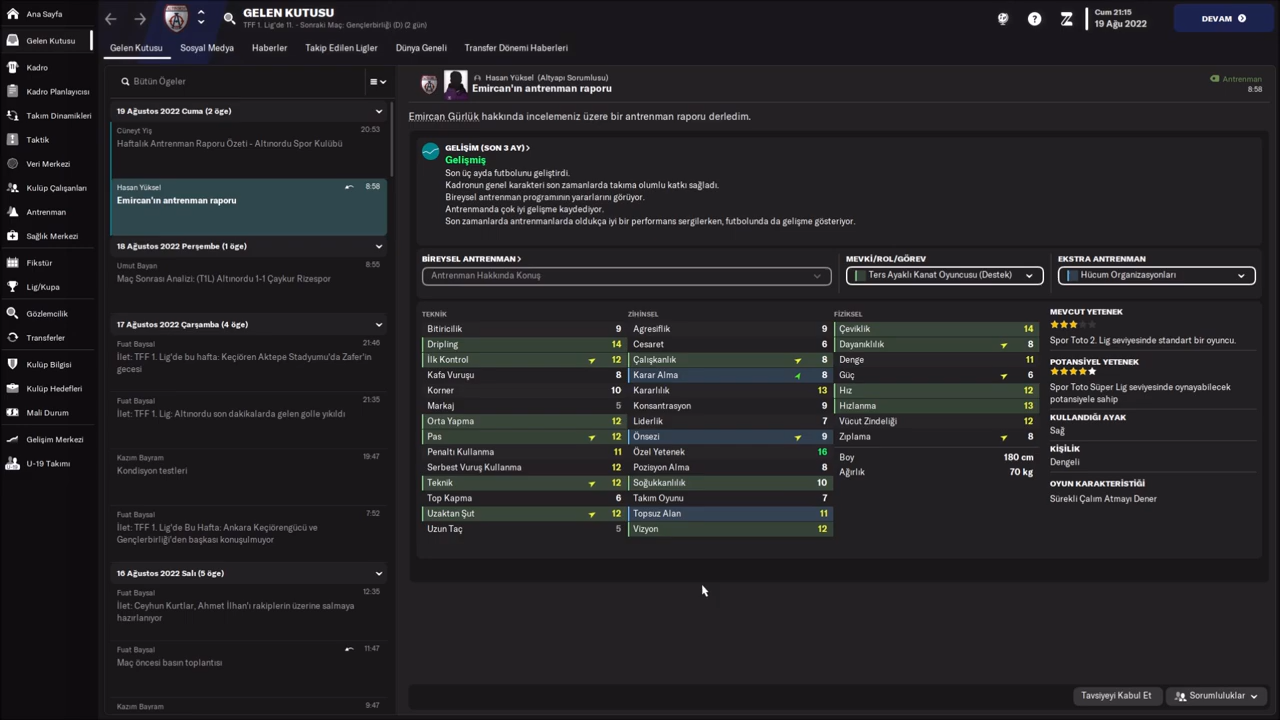 Ana Sayfa
Gelen Kutusu
Kadro
Kadro Planlayıcısı
Takım Dinamikleri
Taktik
Veri Merkezi
Kulüp Çalışanları
Antrenman
Sağlık Merkezi
Fikstür
Lig/Kupa
Gözlemcilik
Transferler
Kulüp Bilgisi
Kulüp Hedefleri
Mali Durum
Gelişim Merkezi
U-19 Takımı
GELEN KUTUSU
TFF 1. Lig'de 11. - Sonraki Maç: Gençlerbirliği (D) (2 gün)
Cum 21:15
19 Ağu 2022
DEVAM
Gelen Kutusu Sosyal Medya Haberler Takip Edilen Ligler Dünya Geneli Transfer Dönemi Haberleri
Bütün Ögeler
19 Ağustos 2022 Cuma (2 öge)
Cüneyt Yiş 20:53
Haftalık Antrenman Raporu Özeti - Altınordu Spor Kulübü
Hasan Yüksel 8:58
Emircan'ın antrenman raporu
18 Ağustos 2022 Perşembe (1 öge)
Umut Bayan 8:55
Maç Sonrası Analizi: (T1L) Altınordu 1-1 Çaykur Rizespor
17 Ağustos 2022 Çarşamba (4 öge)
Fuat Baysal 21:46
İlet: TFF 1. Lig'de bu hafta: Keçiören Aktepe Stadyumu'da Zafer'in
gecesi
Fuat Baysal 21:35
İlet: TFF 1. Lig: Altınordu son dakikalarda gelen golle yıkıldı
Kazım Bayram 19:47
Kondisyon testleri
Fuat Baysal 7:52
İlet: TFF 1. Lig'de Bu Hafta: Ankara Keçiörengücü ve
Gençlerbirliği'den başkası konuşulmuyor
16 Ağustos 2022 Salı (5 öge)
Fuat Baysal 12:35
İlet: Ceyhun Kurtlar, Ahmet İlhan'ı rakiplerin üzerine salmaya
hazırlanıyor
Fuat Baysal 11:47
Maç öncesi basın toplantısı
Kazım Bayram 9:47
Hasan Yüksel (Altyapı Sorumlusu)
Emircan'ın antrenman raporu
Antrenman
8:58
Emircan Gürlük hakkında incelemeniz üzere bir antrenman raporu derledim.
GELİŞİM (SON 3 AY)
Gelişmiş
Son üç ayda futbolunu geliştirdi.
Kadronun genel karakteri son zamanlarda takıma olumlu katkı sağladı.
Bireysel antrenman programının yararlarını görüyor.
Antrenmanda çok iyi gelişme kaydediyor.
Son zamanlarda antrenmanlarda oldukça iyi bir performans sergilerken, futbolunda da gelişme gösteriyor.
BİREYSEL ANTRENMAN
Antrenman Hakkında Konuş
MEVKİ/ROL/GÖREV
Ters Ayaklı Kanat Oyuncusu (Destek)
EKSTRA ANTRENMAN
Hücum Organizasyonları
TEKNİK
Bitiricilik 9
Dripling 14
İlk Kontrol 12
Kafa Vuruşu 8
Korner 10
Markaj 5
Orta Yapma 12
Pas 12
Penaltı Kullanma 11
Serbest Vuruş Kullanma 12
Teknik 12
Top Kapma 6
Uzaktan Şut 12
Uzun Taç 5
ZİHİNSEL
Agresiflik 9
Cesaret 6
Çalışkanlık 8
Karar Alma 8
Kararlılık 13
Konsantrasyon 9
Liderlik 7
Önsezi 9
Özel Yetenek 16
Pozisyon Alma 8
Soğukkanlılık 10
Takım Oyunu 7
Topsuz Alan 11
Vizyon 12
FİZİKSEL
Çeviklik 14
Dayanıklılık 8
Denge 11
Güç 6
Hız 12
Hızlanma 13
Vücut Zindeliği 12
Zıplama 8
Boy 180 cm
Ağırlık 70 kg
MEVCUT YETENEK
Spor Toto 2. Lig seviyesinde standart bir oyuncu.
POTANSİYEL YETENEK
Spor Toto Süper Lig seviyesinde oynayabilecek
potansiyele sahip
KULLANDIĞI AYAK
Sağ
KİŞİLİK
Dengeli
OYUN KARAKTERİSTİĞİ
Sürekli Çalım Atmayı Dener
Tavsiyeyi Kabul Et
Sorumluluklar